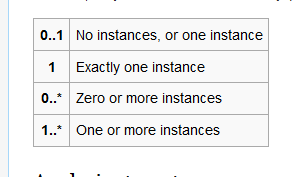 0..1 No instances, or one instance
1 Exactly one instance
0..* Zero or more instances
1..* One or more instances